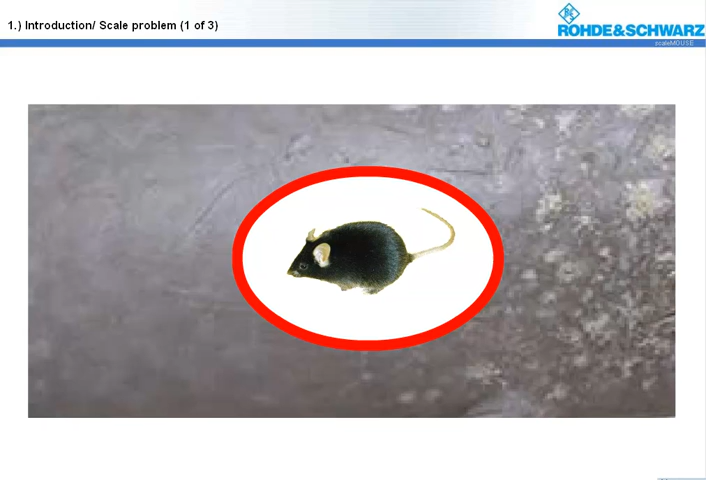 1.) Introduction/ Scale problem (1 of 3)
ROHDE&SCHWARZ
scaleMOUSE